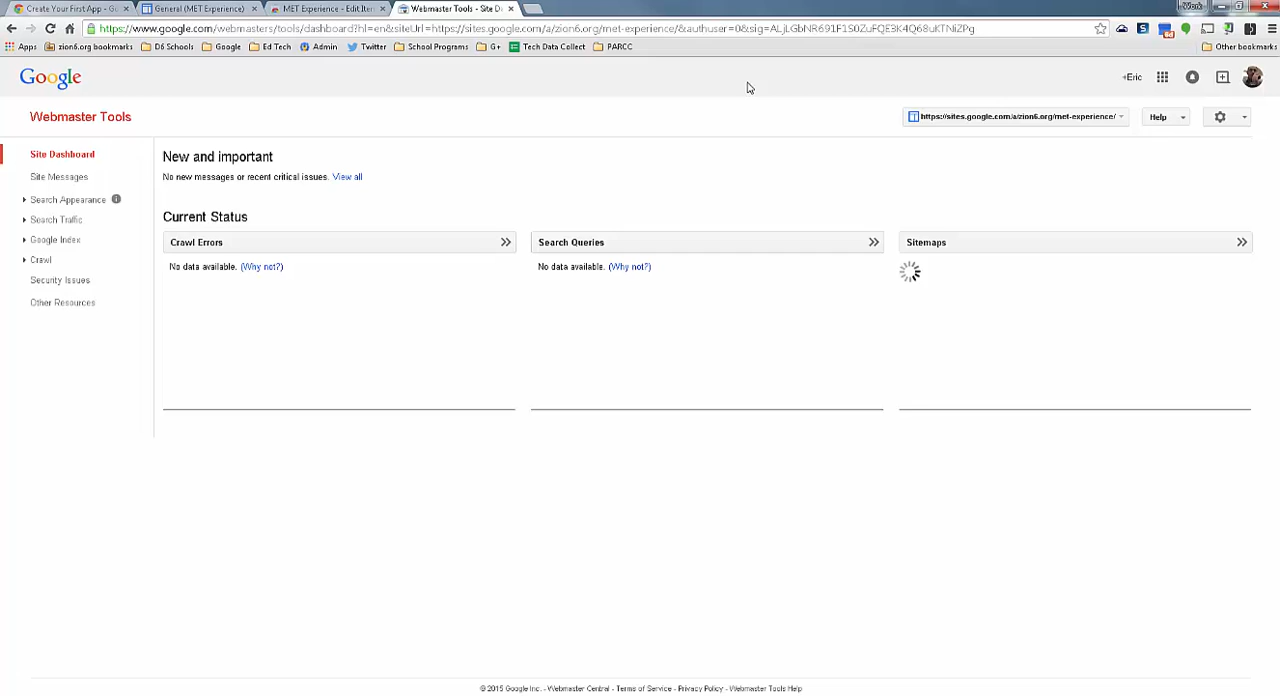 Create Your First App - Go
General (MET Experience)
MET Experience - Edit Item
Webmaster Tools - Site D
Work
https://www.google.com/webmasters/tools/dashboard?hl=en&siteUrl=https://sites.google.com/a/zion6.org/met-experience/&authuser=0&sig=ALjLGbNR691F1S0ZuFQE3K4Q68uKTNiZPg
Apps zion6.org bookmarks D6 Schools Google Ed Tech Admin Twitter School Programs G+ Tech Data Collect PARCC Other bookmarks
Google
+Eric
Webmaster Tools
https://sites.google.com/a/zion6.org/met-experience/
Help
Site Dashboard
Site Messages
Search Appearance
Search Traffic
Google Index
Crawl
Security Issues
Other Resources
New and important
No new messages or recent critical issues. View all
Current Status
Crawl Errors
No data available. (Why not?)
Search Queries
No data available. (Why not?)
Sitemaps
© 2015 Google Inc. - Webmaster Central - Terms of Service - Privacy Policy - Webmaster Tools Help